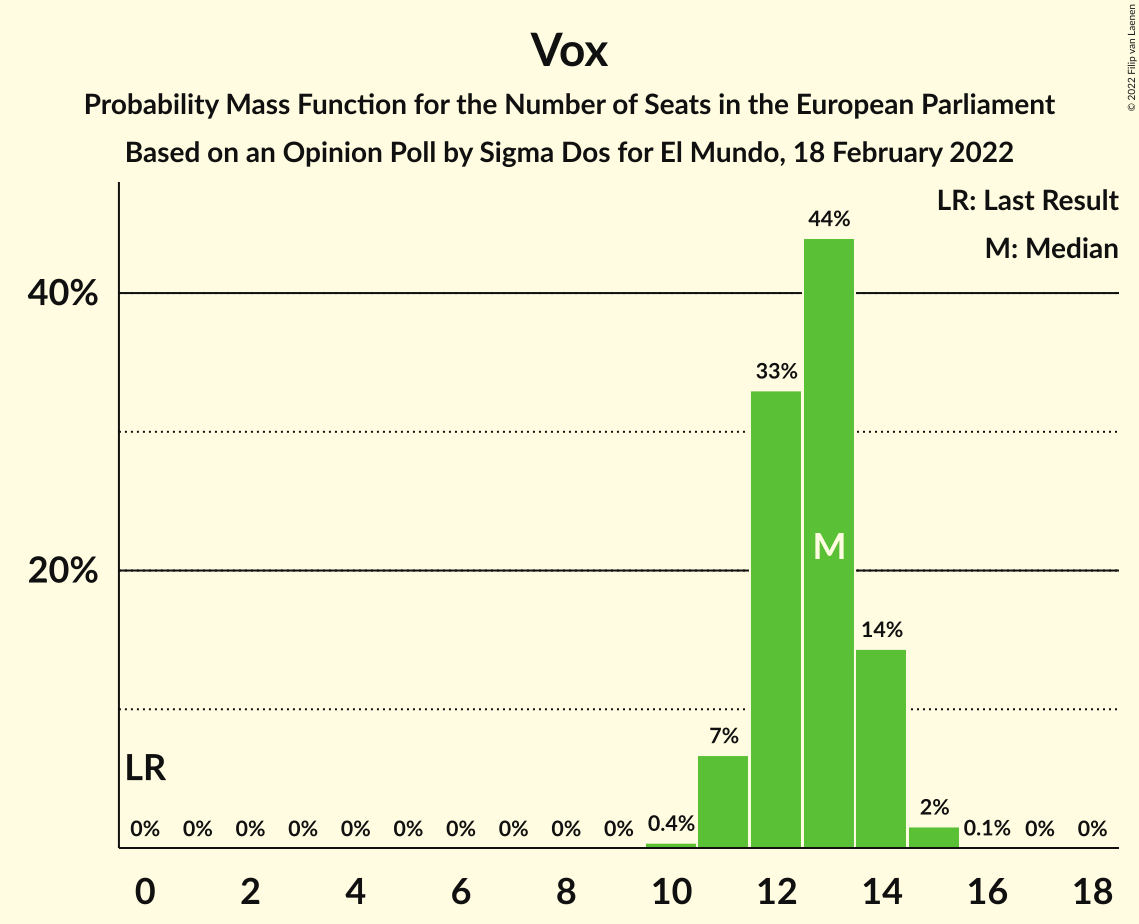 Vox
Probability Mass Function for the Number of Seats in the European Parliament
Based on an Opinion Poll by Sigma Dos for El Mundo, 18 February 2022
© 2022 Filip van Laenen
LR: Last Result
M: Median
44%
40%
33%
M
20%
14%
7%
LR
2%
0% 0% 0% 0% 0% 0% 0% 0% 0% 0% 0.4% 0.1% 0% 0%
0 2 4 6 8 10 12 14 16 18